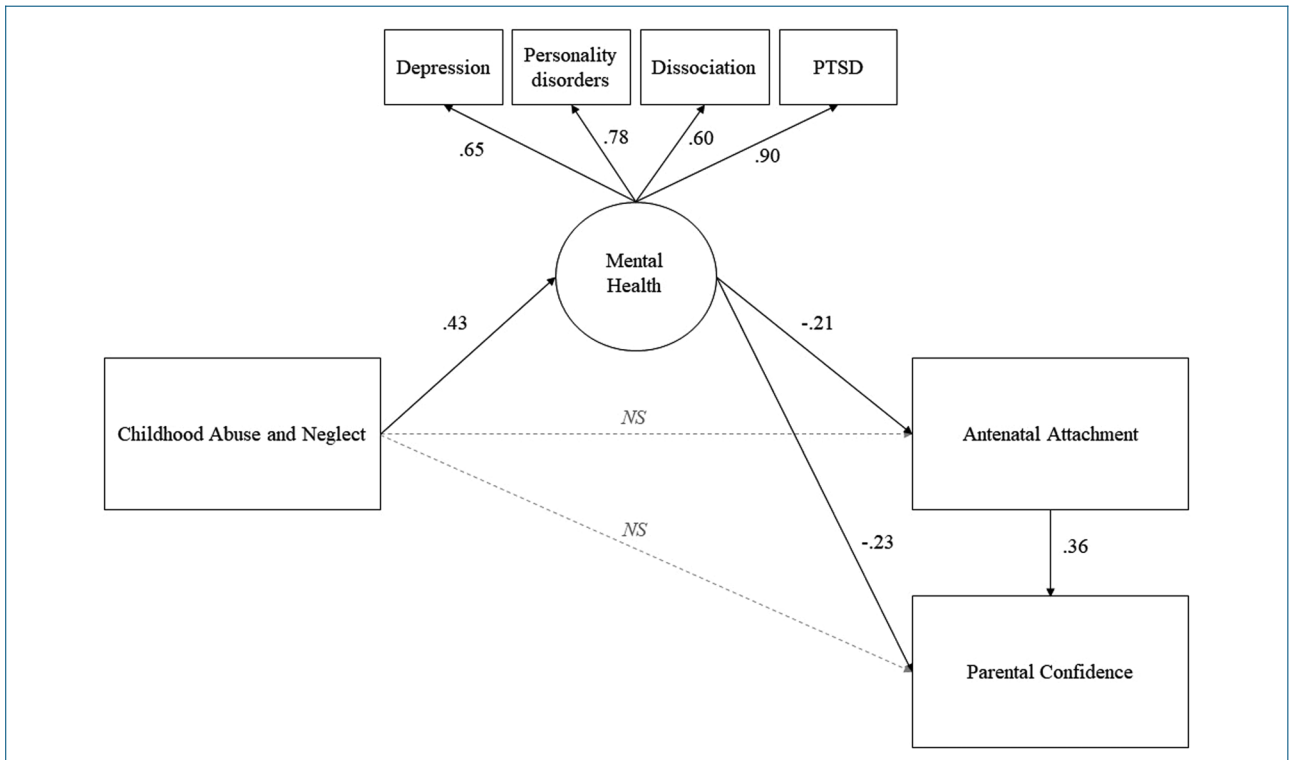 Depression
Personality
disorders
Dissociation
PTSD
.65
.78
.60
.90
Mental
Health
.43
-.21
Childhood Abuse and Neglect
NS
Antenatal Attachment
NS
-.23
.36
Parental Confidence